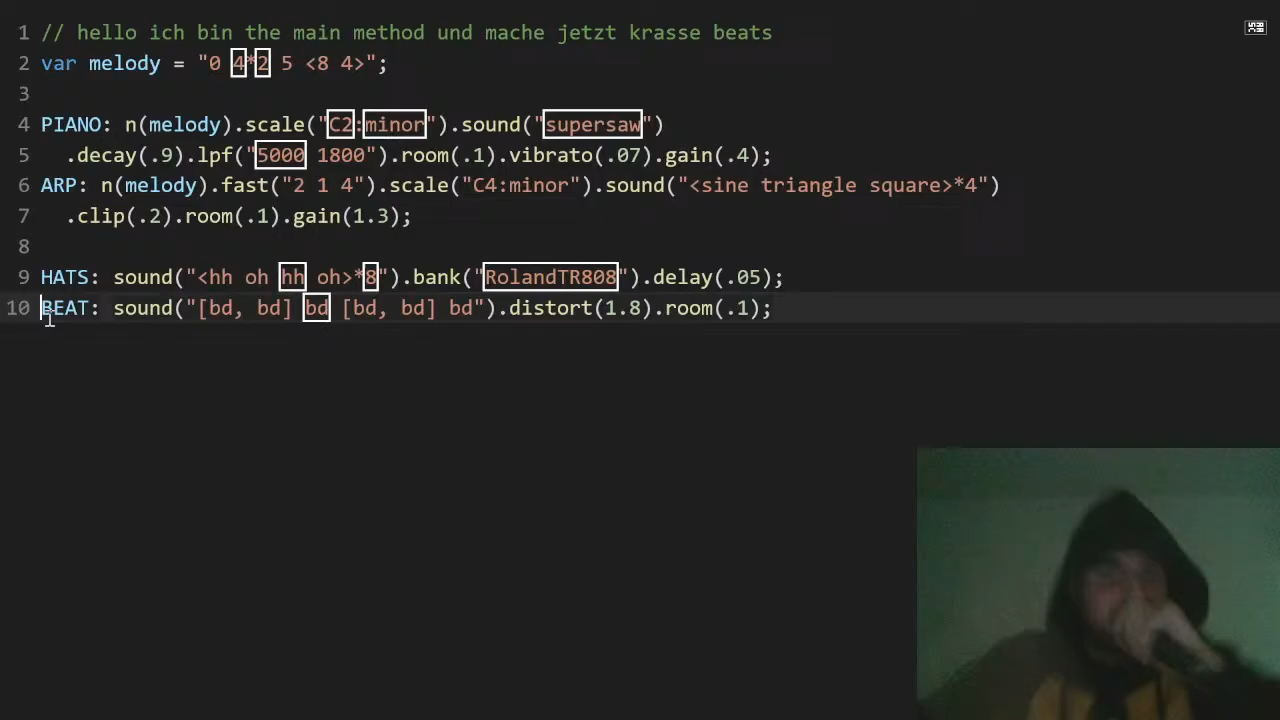 1 // hello ich bin the main method und mache jetzt krasse beats
2 var melody = "0 4*2 5 <8 4>";
3
4 PIANO: n(melody).scale("C2:minor").sound("supersaw")
5 .decay(.9).lpf("5000 1800").room(.1).vibrato(.07).gain(.4);
6 ARP: n(melody).fast("2 1 4").scale("C4:minor").sound("<sine triangle square>*4")
7 .clip(.2).room(.1).gain(1.3);
8
9 HATS: sound("<hh oh hh oh>*8").bank("RolandTR808").delay(.05);
10 BEAT: sound("[bd, bd] bd [bd, bd] bd").distort(1.8).room(.1);